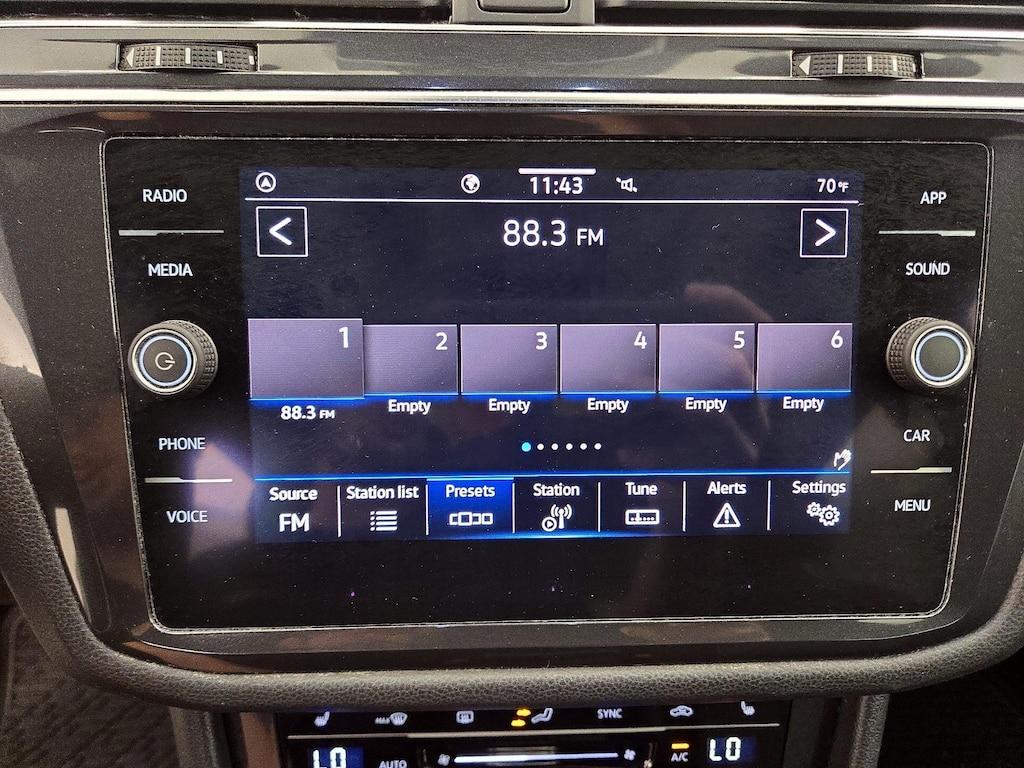 11:43
70°F
RADIO
APP
88.3 FM
MEDIA
SOUND
1 2 3 4 5 6
88.3 FM Empty Empty Empty Empty Empty
PHONE
CAR
Source Station list Presets Station Tune Alerts Settings
FM
VOICE
MENU
MAX SYNC
LO AUTO A/C LO